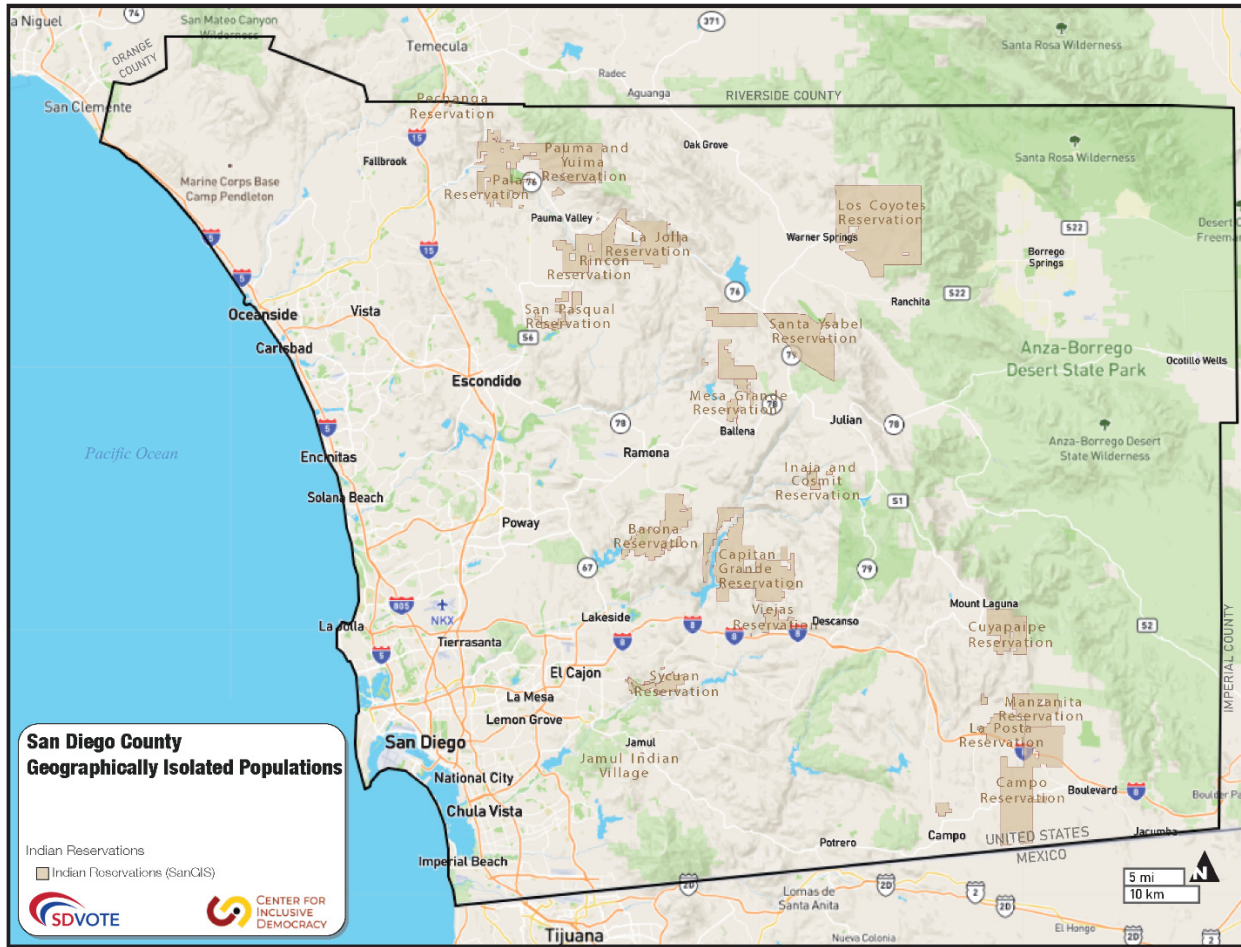 a Niguel
74
San Mateo Canyon
Wilderness
371
Santa Rosa Wilderness
ORANGE
COUNTY
Temecula
Radec
Aguanga
RIVERSIDE COUNTY
San Clemente
Pechanga
Reservation
15
Fallbrook
Pauma and
Yuima
Reservation
Oak Grove
Santa Rosa Wilderness
Marine Corps Base
Camp Pendleton
Pala
Reservation
76
Los Coyotes
Reservation
Pauma Valley
5
15
La Jolla
Reservation
Warner Springs
S22
Desert
Borrego
Springs
Rincon
Reservation
5
76
S22
Ranchita
Oceanside
Vista
San Pasqual
Reservation
S6
Santa Ysabel
Reservation
79
Carlsbad
Anza-Borrego
Desert State Park
Ocotillo Wells
Escondido
Mesa Grande
Reservation
78
Ballena
Julian
78
78
5
Ramona
Anza-Borrego Desert
State Wilderness
Pacific Ocean
Encinitas
Inaja and
Cosmit
Reservation
Solana Beach
S1
Poway
Barona
Reservation
Capitan
Grande
Reservation
67
79
805
NKX
Lakeside
Viejas
Reservation
Descanso
Mount Laguna
Cuyapaipe
Reservation
S2
La Jolla
Tierrasanta
8
8
8
8
5
El Cajon
Sycuan
Reservation
IMPERIAL COUNTY
La Mesa
Lemon Grove
Manzanita
Reservation
La Posta
Reservation
San Diego
Jamul
Jamul Indian
Village
National City
Campo
Reservation
Boulevard
8
Chula Vista
Campo
Jacumba
Potrero
UNITED STATES
MEXICO
Imperial Beach
2D
Lomas de
Santa Anita
2D
2
2D
El Hongo
2D
2
Tijuana
Nueva Colonia
5 mi
10 km
N
San Diego County
Geographically Isolated Populations
Indian Reservations
Indian Reservations (SanGIS)
SDVOTE
CENTER FOR
INCLUSIVE
DEMOCRACY